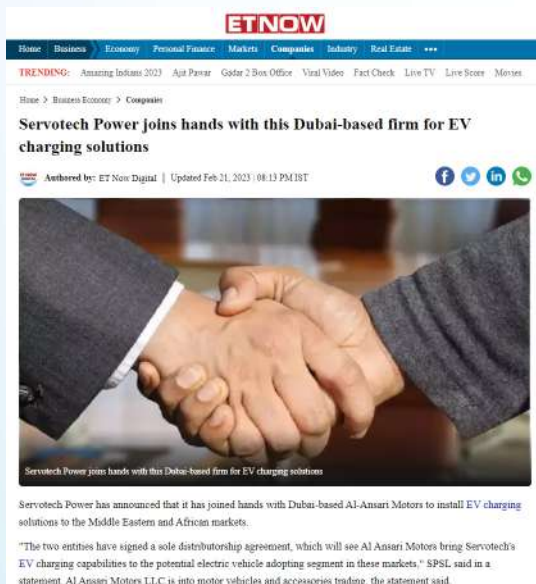 ETNOW
Home Business Economy Personal Finance Markets Companies Industry Real Estate •••
TRENDING: Amazing Indians 2023 Ajit Pawar Gadar 2 Box Office Viral Video Fact Check Live TV Live Score Movies
Home > Business Economy > Companies
Servotech Power joins hands with this Dubai-based firm for EV
charging solutions
Authored by: ET Now Digital | Updated Feb 21, 2023 | 08:13 PM IST
Servotech Power joins hands with this Dubai-based firm for EV charging solutions
Servotech Power has announced that it has joined hands with Dubai-based Al-Ansari Motors to install EV charging
solutions to the Middle Eastern and African markets.
"The two entities have signed a sole distributorship agreement, which will see Al Ansari Motors bring Servotech's
EV charging capabilities to the potential electric vehicle adopting segment in these markets," SPSL said in a
statement. Al Ansari Motors LLC is into motor vehicles and accessories trading, the statement said.